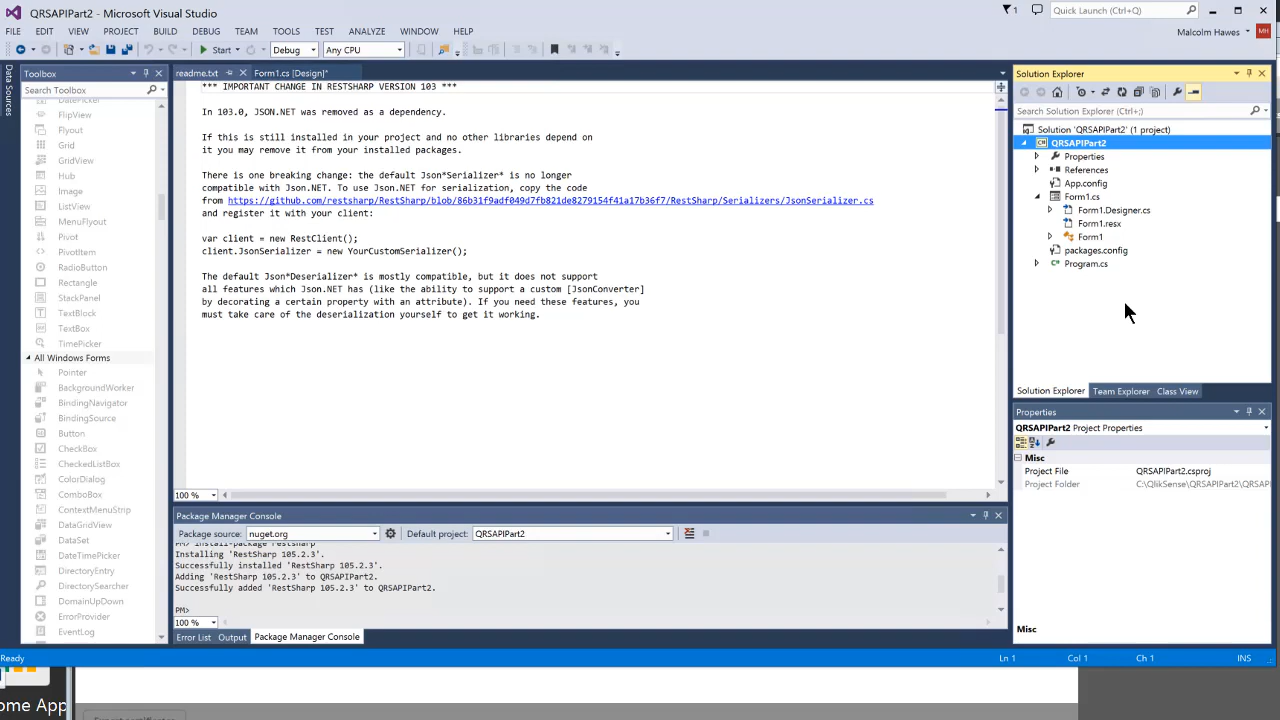 QRSAPIPart2 - Microsoft Visual Studio
1
Quick Launch (Ctrl+Q)
FILE EDIT VIEW PROJECT BUILD DEBUG TEAM TOOLS TEST ANALYZE WINDOW HELP
Malcolm Hawes MH
Start Debug Any CPU
Data Sources
Toolbox
Search Toolbox
DatePicker
FlipView
Flyout
Grid
GridView
Hub
Image
ListView
MenuFlyout
Pivot
PivotItem
RadioButton
Rectangle
StackPanel
TextBlock
TextBox
TimePicker
All Windows Forms
Pointer
BackgroundWorker
BindingNavigator
BindingSource
Button
CheckBox
CheckedListBox
ColorDialog
ComboBox
ContextMenuStrip
DataGridView
DataSet
DateTimePicker
DirectoryEntry
DirectorySearcher
DomainUpDown
ErrorProvider
EventLog
readme.txt Form1.cs [Design]*
*** IMPORTANT CHANGE IN RESTSHARP VERSION 103 ***
In 103.0, JSON.NET was removed as a dependency.
If this is still installed in your project and no other libraries depend on
it you may remove it from your installed packages.
There is one breaking change: the default Json*Serializer* is no longer
compatible with Json.NET. To use Json.NET for serialization, copy the code
from https://github.com/restsharp/RestSharp/blob/86b31f9adf049d7fb821de8279154f41a17b36f7/RestSharp/Serializers/JsonSerializer.cs
and register it with your client:
var client = new RestClient();
client.JsonSerializer = new YourCustomSerializer();
The default Json*Deserializer* is mostly compatible, but it does not support
all features which Json.NET has (like the ability to support a custom [JsonConverter]
by decorating a certain property with an attribute). If you need these features, you
must take care of the deserialization yourself to get it working.
100 %
Package Manager Console
Package source: nuget.org Default project: QRSAPIPart2
PM> install-package restsharp
Installing 'RestSharp 105.2.3'.
Successfully installed 'RestSharp 105.2.3'.
Adding 'RestSharp 105.2.3' to QRSAPIPart2.
Successfully added 'RestSharp 105.2.3' to QRSAPIPart2.
PM>
100 %
Error List Output Package Manager Console
Solution Explorer
Search Solution Explorer (Ctrl+;)
Solution 'QRSAPIPart2' (1 project)
QRSAPIPart2
Properties
References
App.config
Form1.cs
Form1.Designer.cs
Form1.resx
Form1
packages.config
Program.cs
Solution Explorer Team Explorer Class View
Properties
QRSAPIPart2 Project Properties
Misc
Project File QRSAPIPart2.csproj
Project Folder C:\QlikSense\QRSAPIPart2\QRSAPI
Misc
Ready Ln 1 Col 1 Ch 1 INS
ome App